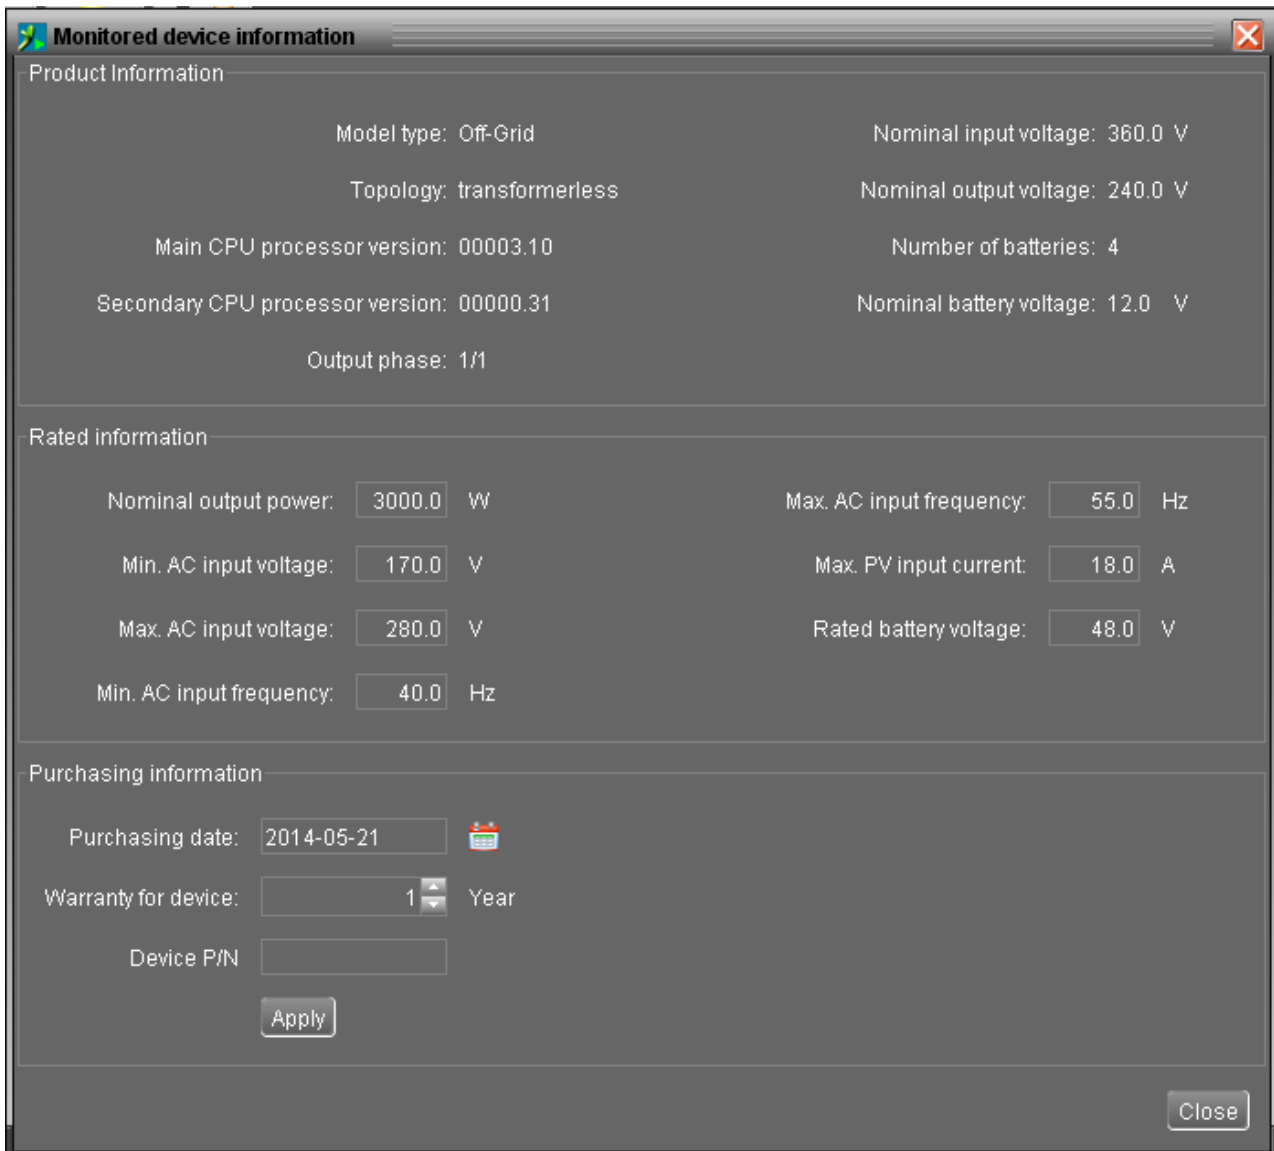 Monitored device information
Product Information
Model type: Off-Grid
Nominal input voltage: 360.0 V
Topology: transformerless
Nominal output voltage: 240.0 V
Main CPU processor version: 00003.10
Number of batteries: 4
Secondary CPU processor version: 00000.31
Nominal battery voltage: 12.0 V
Output phase: 1/1
Rated information
Nominal output power: 3000.0 W
Max. AC input frequency: 55.0 Hz
Min. AC input voltage: 170.0 V
Max. PV input current: 18.0 A
Max. AC input voltage: 280.0 V
Rated battery voltage: 48.0 V
Min. AC input frequency: 40.0 Hz
Purchasing information
Purchasing date: 2014-05-21
Warranty for device: 1 Year
Device P/N
Apply
Close